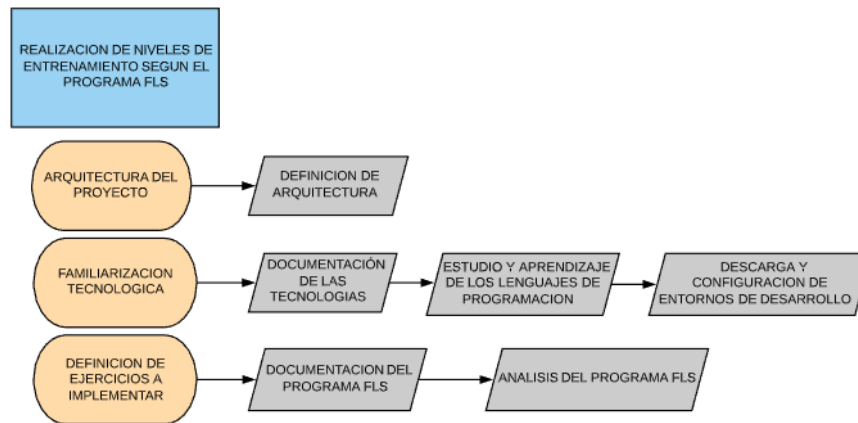 REALIZACION DE NIVELES DE
ENTRENAMIENTO SEGUN EL
PROGRAMA FLS
ARQUITECTURA DEL
PROYECTO
DEFINICION DE
ARQUITECTURA
FAMILIARIZACION
TECNOLOGICA
DOCUMENTACIÓN
DE LAS
TECNOLOGIAS
ESTUDIO Y APRENDIZAJE
DE LOS LENGUAJES DE
PROGRAMACION
DESCARGA Y
CONFIGURACION DE
ENTORNOS DE DESARROLLO
DEFINICION DE
EJERCICIOS A
IMPLEMENTAR
DOCUMENTACION DEL
PROGRAMA FLS
ANALISIS DEL PROGRAMA FLS